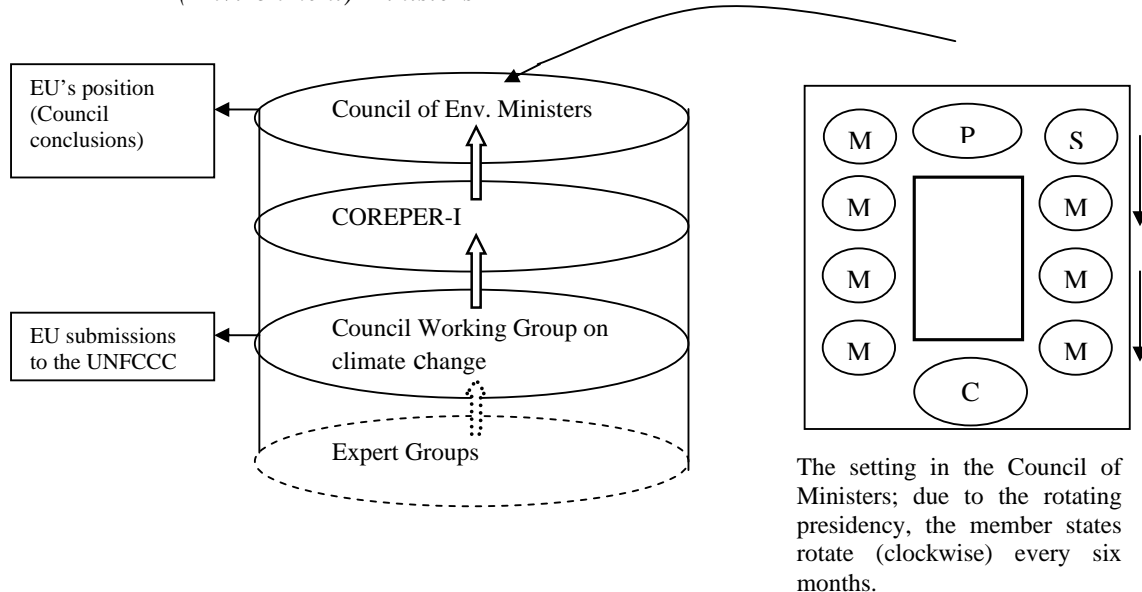 EU's position
(Council
conclusions)
Council of Env. Ministers
COREPER-I
EU submissions
to the UNFCCC
Council Working Group on
climate change
Expert Groups
M P S
M M
M M
M M
C
The setting in the Council of
Ministers; due to the rotating
presidency, the member states
rotate (clockwise) every six
months.